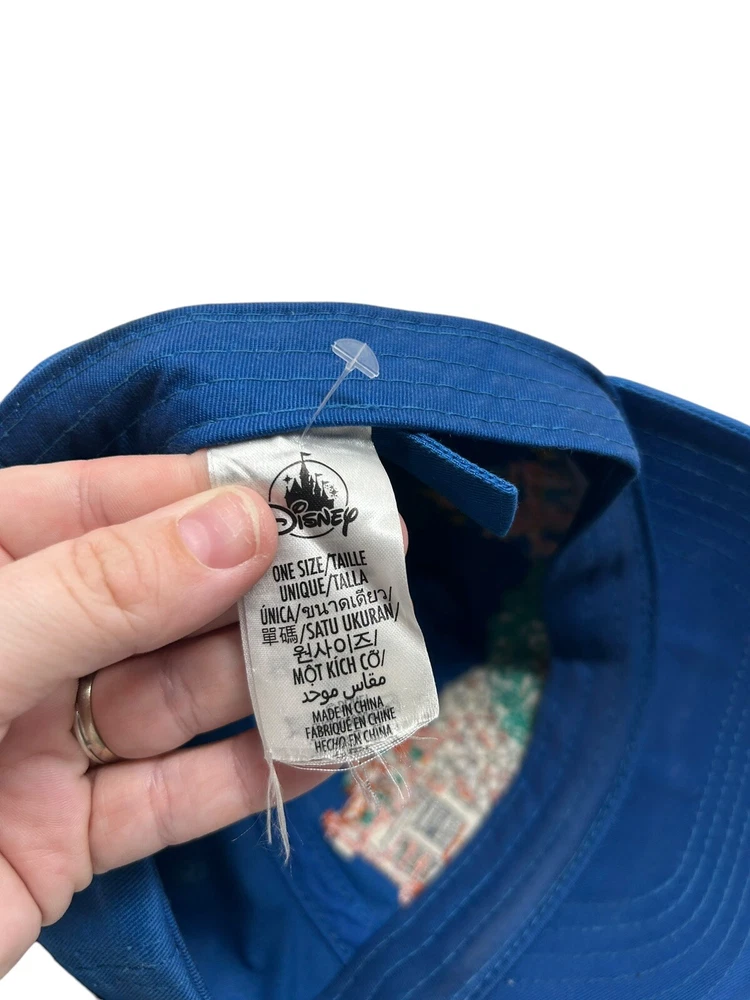 Disney
ONE SIZE/TAILLE
UNIQUE/TALLA
ÚNICA/ขนาดเดียว/
單碼/SATU UKURAN/
원사이즈/
MỘT KÍCH CỠ/
مقاس موحد
MADE IN CHINA
FABRIQUÉ EN CHINE
HECHO EN CHINA